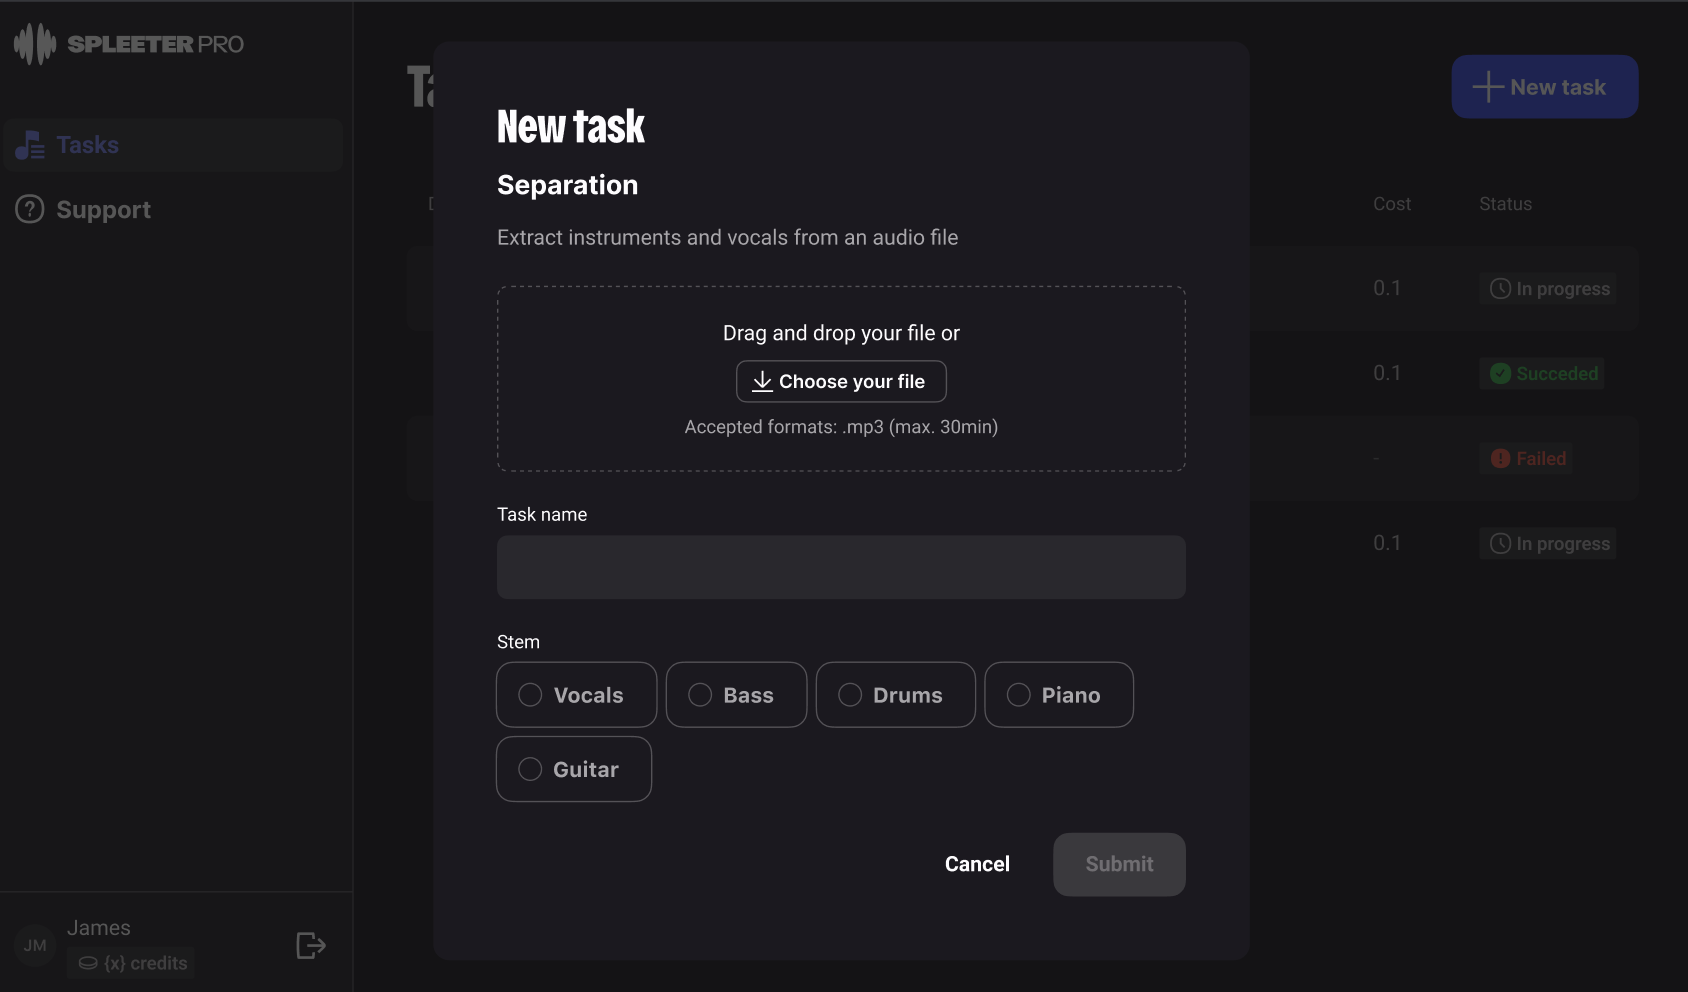 SPLEETER PRO
Tasks
Support
New task
Cost
Status
0.1
In progress
0.1
Succeded
-
Failed
0.1
In progress
New task
Separation
Extract instruments and vocals from an audio file
Drag and drop your file or
Choose your file
Accepted formats: .mp3 (max. 30min)
Task name
Stem
Vocals
Bass
Drums
Piano
Guitar
Cancel
Submit
JM
James
{x} credits